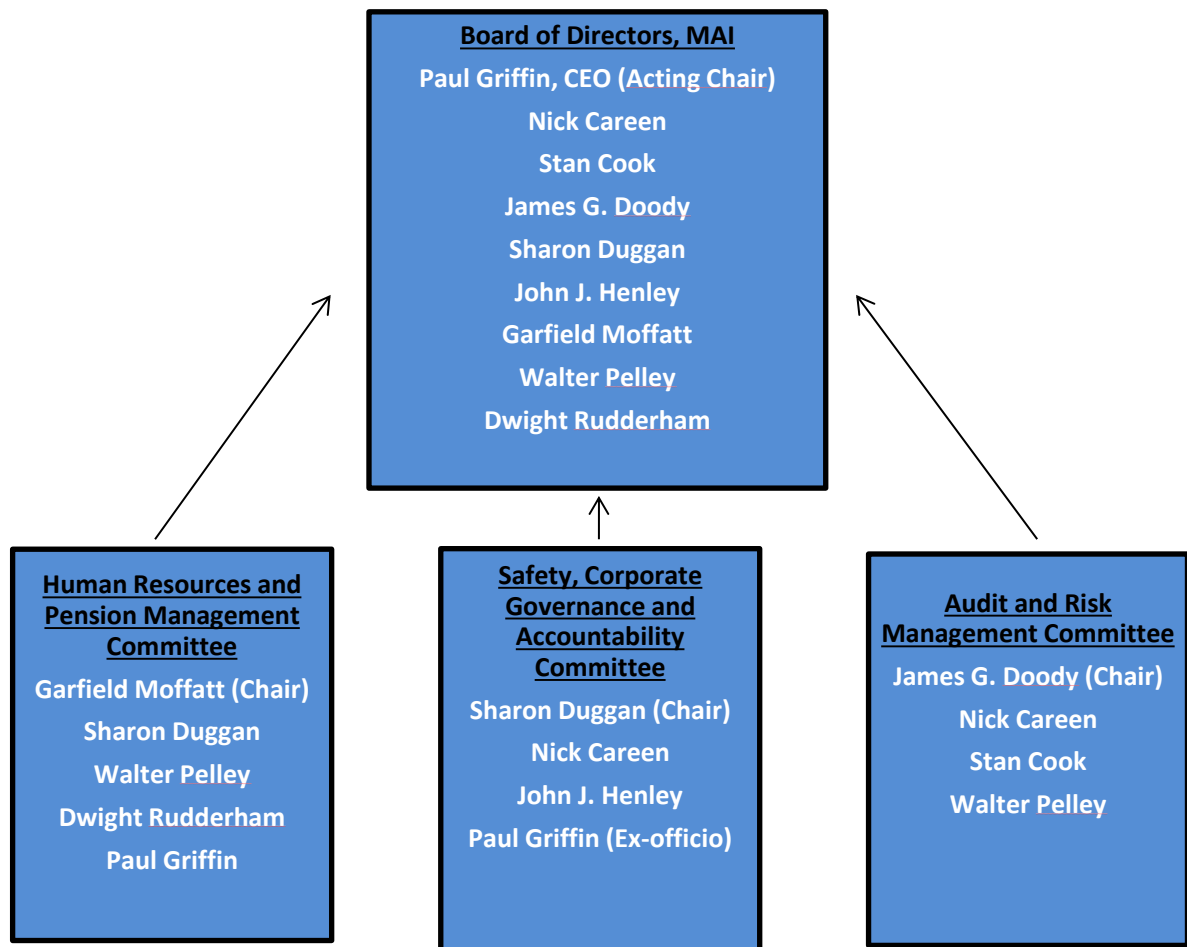 Board of Directors, MAI
Paul Griffin, CEO (Acting Chair)
Nick Careen
Stan Cook
James G. Doody
Sharon Duggan
John J. Henley
Garfield Moffatt
Walter Pelley
Dwight Rudderham
Human Resources and
Pension Management
Committee
Garfield Moffatt (Chair)
Sharon Duggan
Walter Pelley
Dwight Rudderham
Paul Griffin
Safety, Corporate
Governance and
Accountability
Committee
Sharon Duggan (Chair)
Nick Careen
John J. Henley
Paul Griffin (Ex-officio)
Audit and Risk
Management Committee
James G. Doody (Chair)
Nick Careen
Stan Cook
Walter Pelley